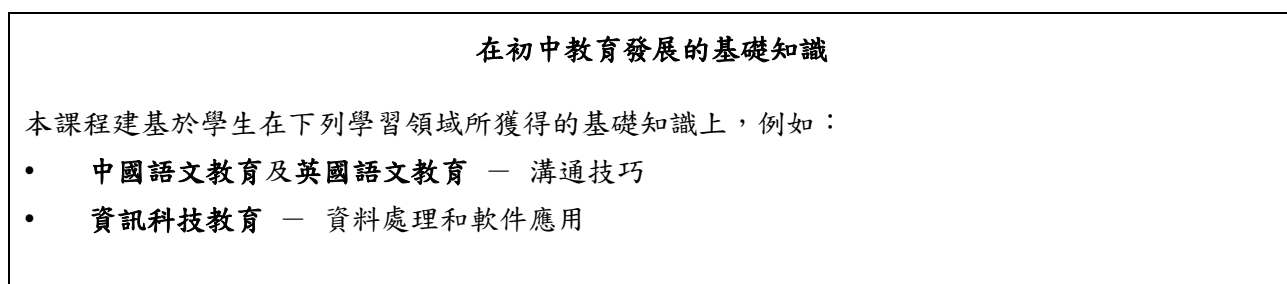 在初中教育發展的基礎知識
本課程建基於學生在下列學習領域所獲得的基礎知識上，例如：
• 中國語文教育及英國語文教育 － 溝通技巧
• 資訊科技教育 － 資料處理和軟件應用